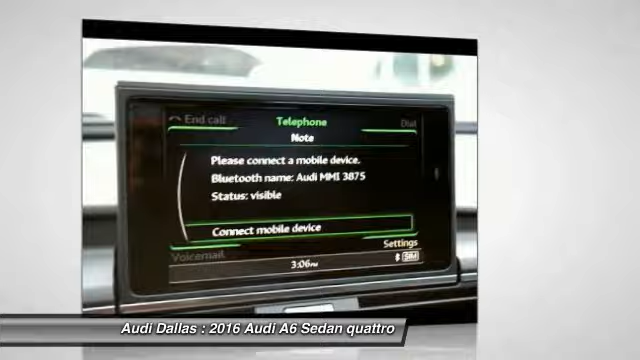 End call Telephone Dial
Note
Please connect a mobile device.
Bluetooth name: Audi MMI 3875
Status: visible
Connect mobile device
Voicemail Settings
3:06PM SIM
Audi Dallas : 2016 Audi A6 Sedan quattro